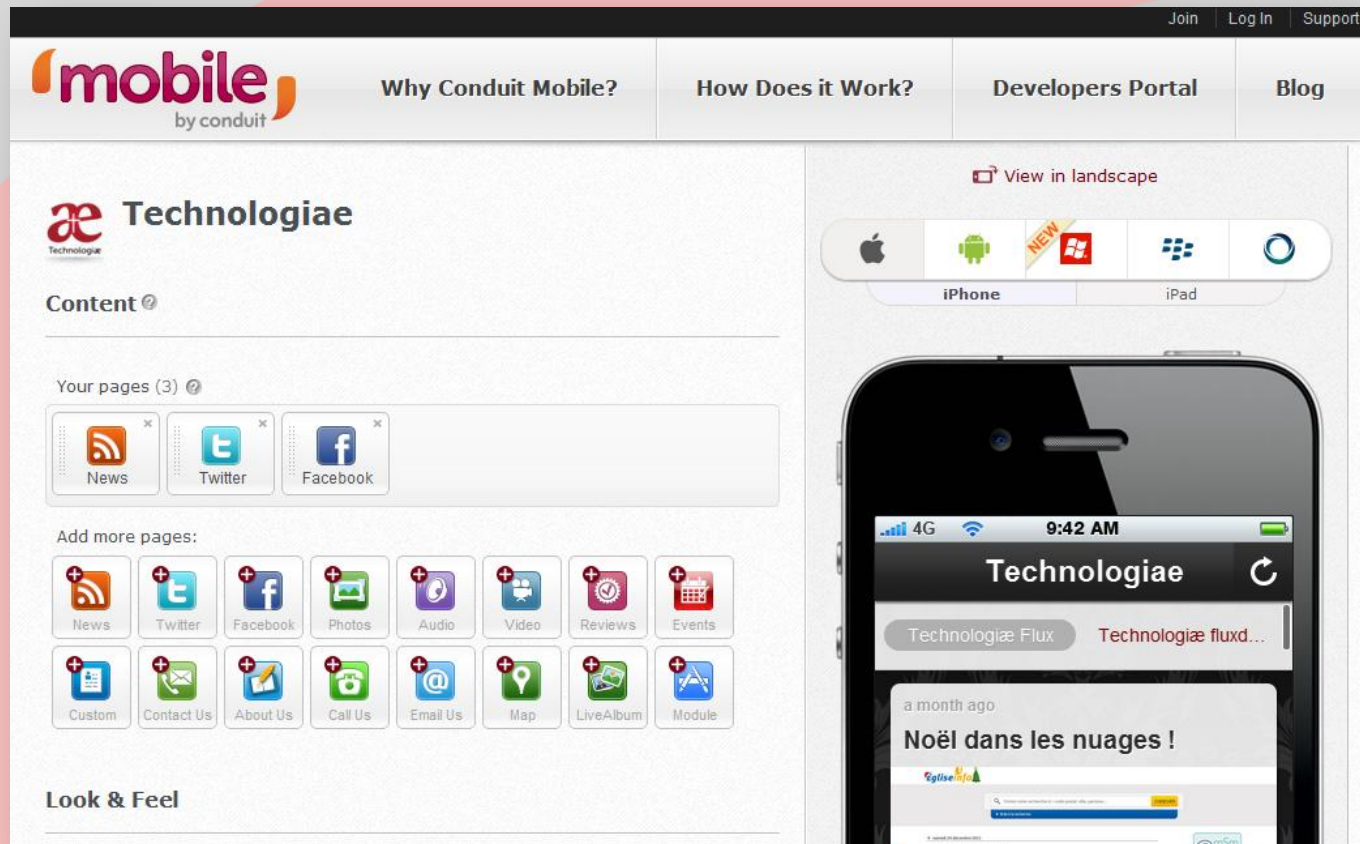 Join Log In Support
mobile
by conduit
Why Conduit Mobile? How Does it Work? Developers Portal Blog
æ
Technologiæ
Technologiae
Content
Your pages (3)
News Twitter Facebook
Add more pages:
News Twitter Facebook Photos Audio Video Reviews Events
Custom Contact Us About Us Call Us Email Us Map LiveAlbum Module
Look & Feel
View in landscape
NEW
iPhone iPad
4G 9:42 AM
Technologiae
Technologiæ Flux Technologiæ fluxd...
a month ago
Noël dans les nuages !
Egliseinfo